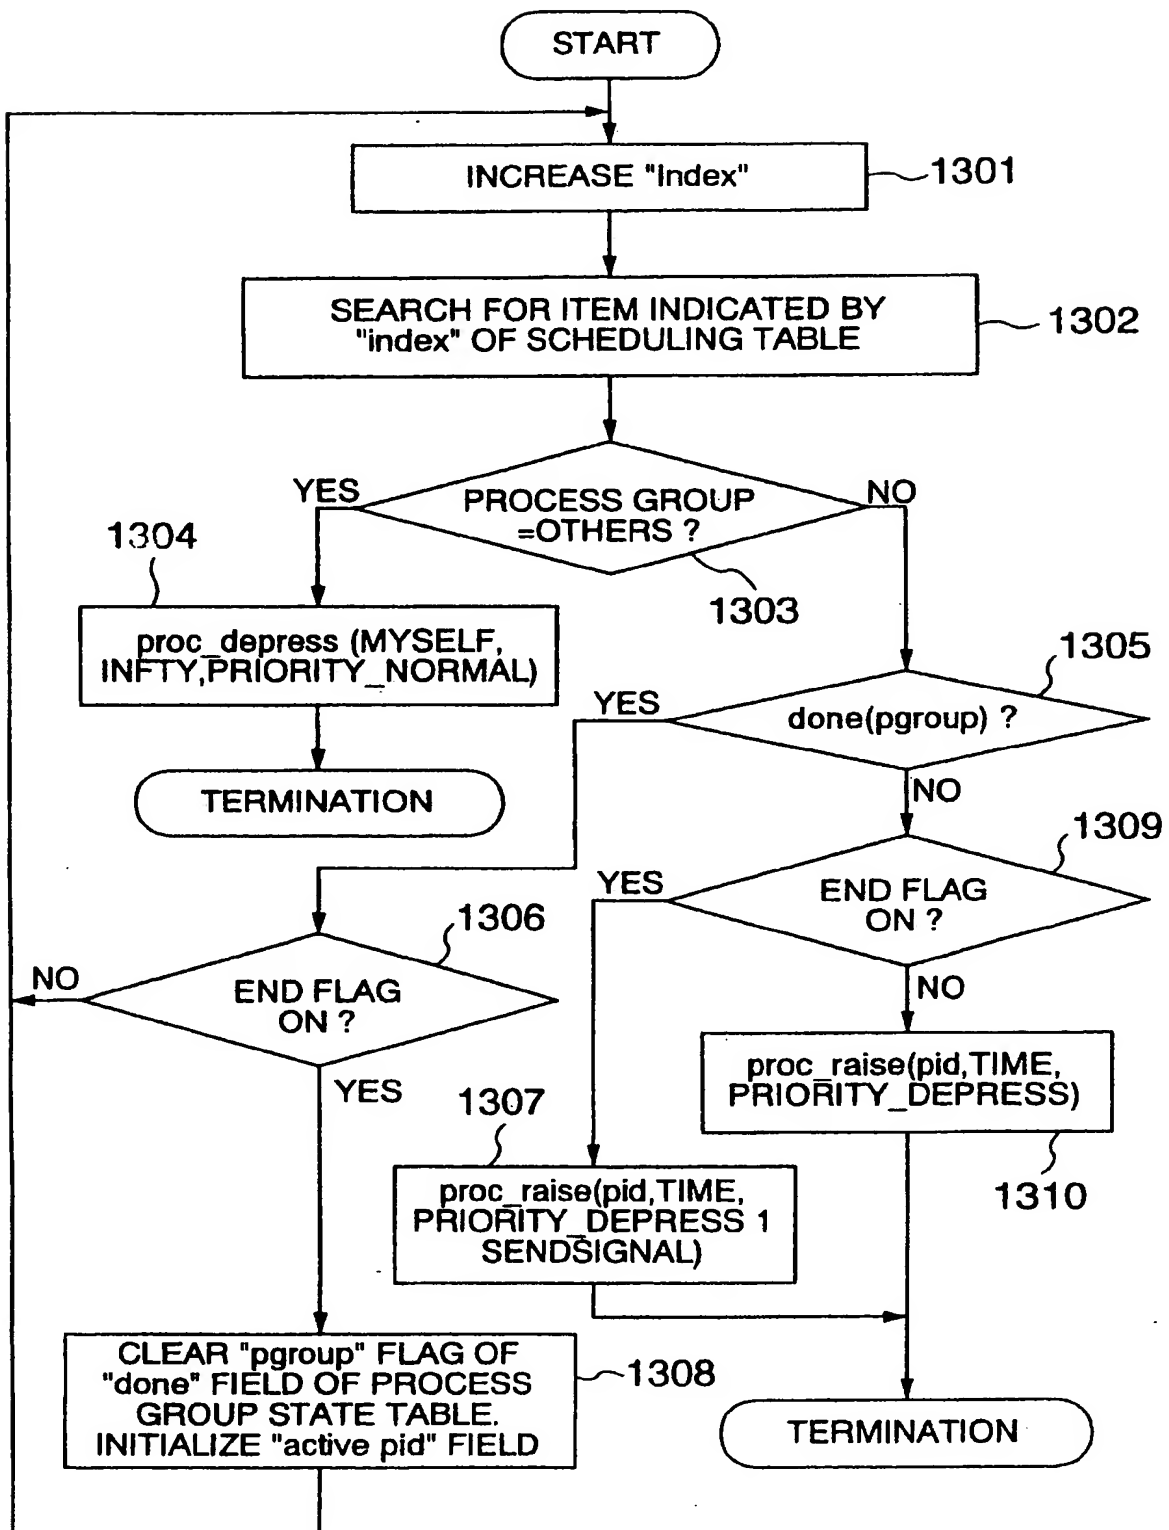 START
INCREASE "Index"
1301
SEARCH FOR ITEM INDICATED BY
"index" OF SCHEDULING TABLE
1302
YES
PROCESS GROUP
=OTHERS ?
NO
1303
1304
proc_depress (MYSELF,
INFTY,PRIORITY_NORMAL)
TERMINATION
1305
YES
done(pgroup) ?
NO
1309
YES
END FLAG
ON ?
NO
1306
NO
END FLAG
ON ?
YES
proc_raise(pid,TIME,
PRIORITY_DEPRESS)
1310
1307
proc_raise(pid,TIME,
PRIORITY_DEPRESS 1
SENDSIGNAL)
CLEAR "pgroup" FLAG OF
"done" FIELD OF PROCESS
GROUP STATE TABLE.
INITIALIZE "active pid" FIELD
1308
TERMINATION